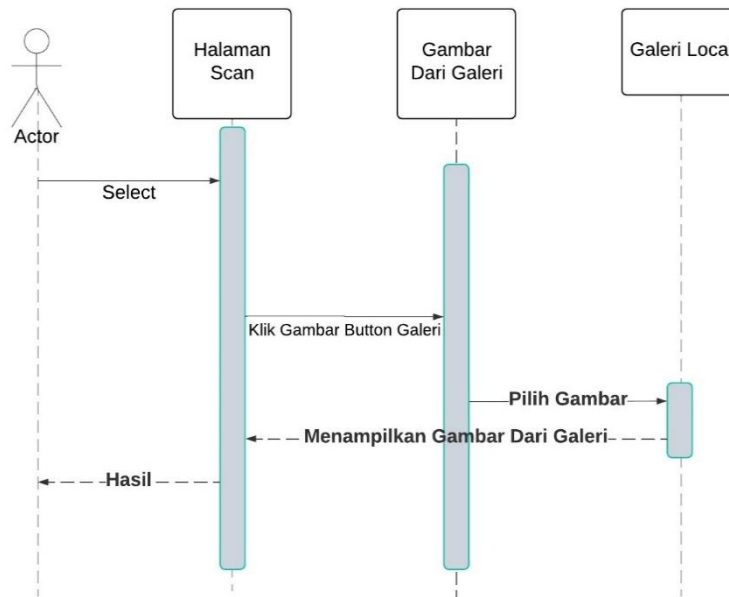 Halaman
Scan
Gambar
Dari Galeri
Galeri Loca
Actor
Select
Klik Gambar Button Galeri
Pilih Gambar
Menampilkan Gambar Dari Galeri
Hasil